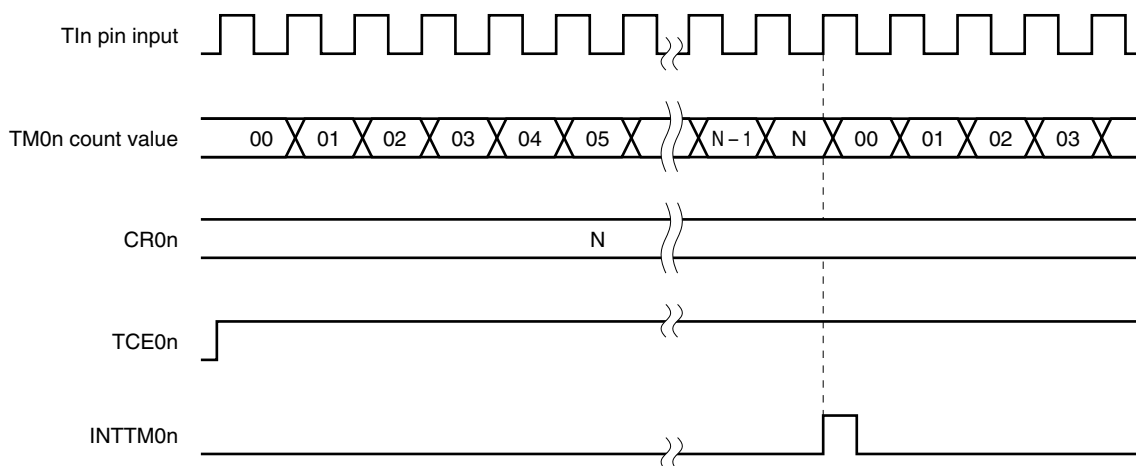 TIn pin input
TM0n count value 00 01 02 03 04 05 N–1 N 00 01 02 03
CR0n N
TCE0n
INTTM0n